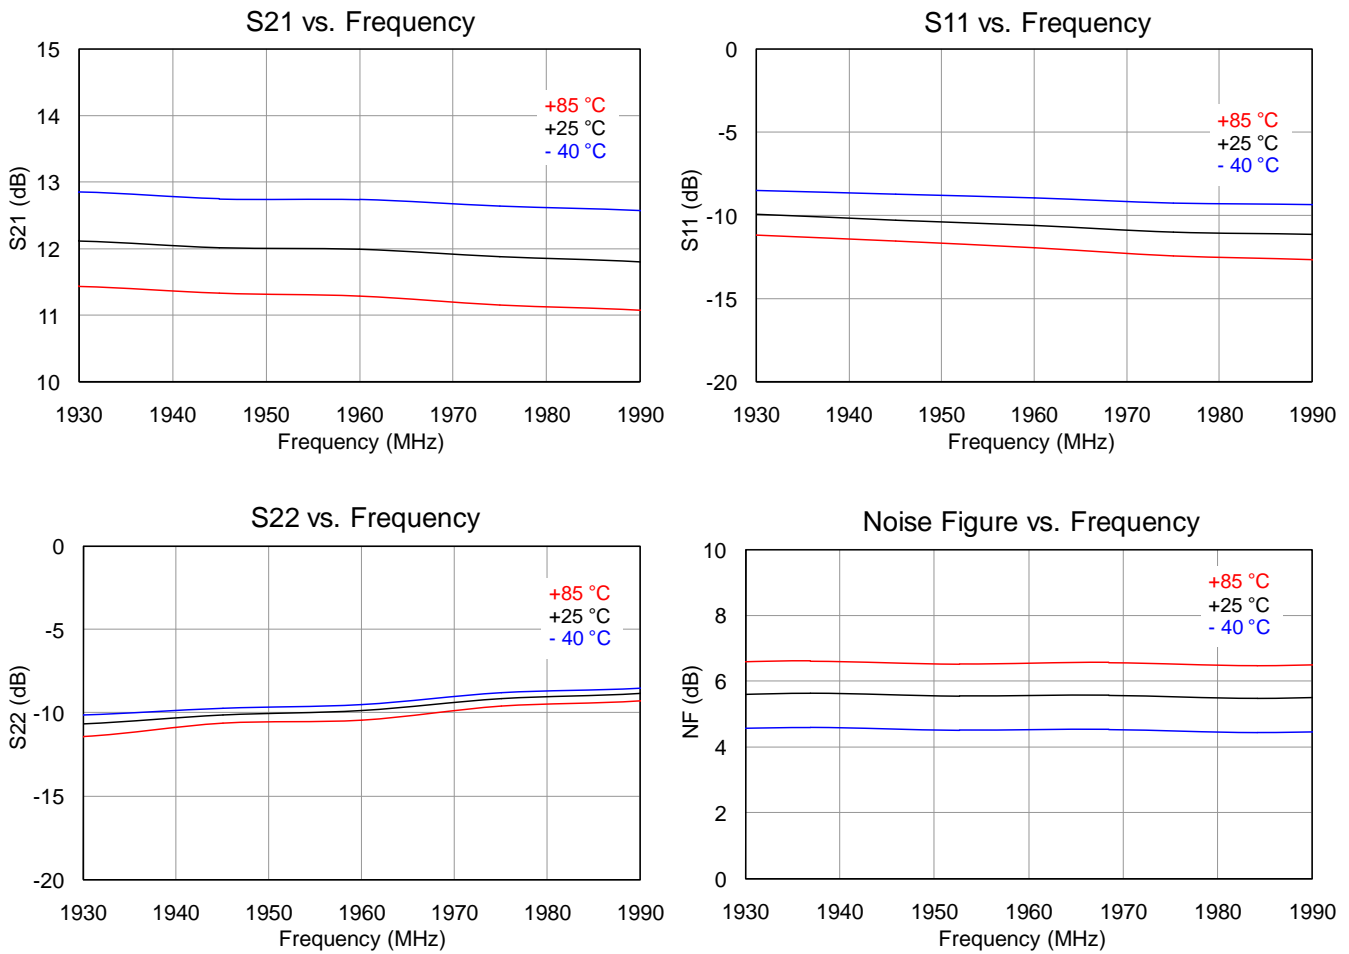 S21 vs. Frequency
15
14
13
12
11
10
S21 (dB)
+85 °C
+25 °C
- 40 °C
1930 1940 1950 1960 1970 1980 1990
Frequency (MHz)
S11 vs. Frequency
0
-5
-10
-15
-20
S11 (dB)
+85 °C
+25 °C
- 40 °C
1930 1940 1950 1960 1970 1980 1990
Frequency (MHz)
S22 vs. Frequency
0
-5
-10
-15
-20
S22 (dB)
+85 °C
+25 °C
- 40 °C
1930 1940 1950 1960 1970 1980 1990
Frequency (MHz)
Noise Figure vs. Frequency
10
8
6
4
2
0
NF (dB)
+85 °C
+25 °C
- 40 °C
1930 1940 1950 1960 1970 1980 1990
Frequency (MHz)